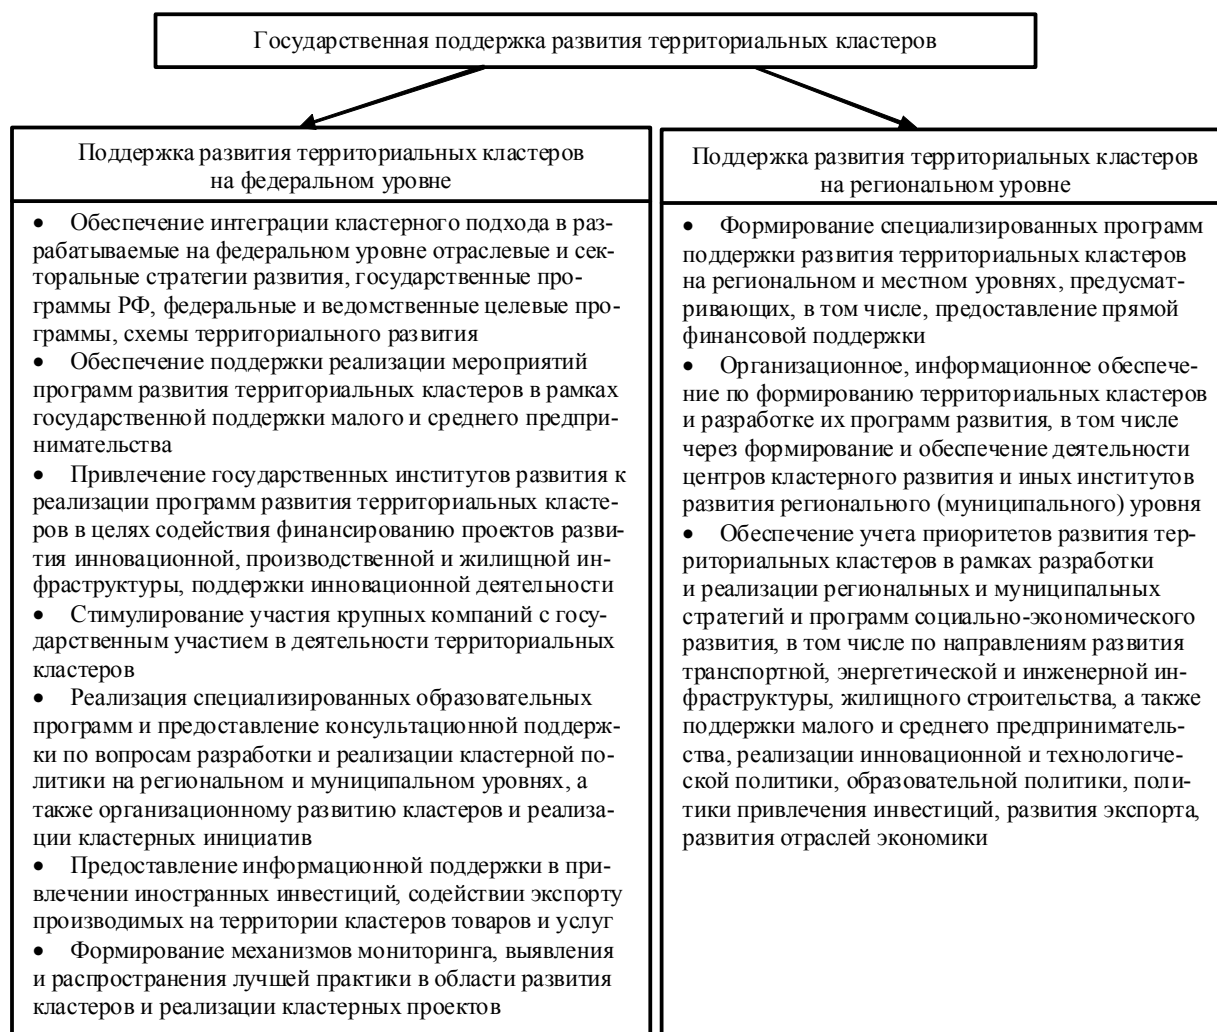 Государственная поддержка развития территориальных кластеров
Поддержка развития территориальных кластеров
на федеральном уровне
• Обеспечение интеграции кластерного подхода в раз-
рабатываемые на федеральном уровне отраслевые и сек-
торальные стратегии развития, государственные про-
граммы РФ, федеральные и ведомственные целевые про-
граммы, схемы территориального развития
• Обеспечение поддержки реализации мероприятий
программ развития территориальных кластеров в рамках
государственной поддержки малого и среднего предпри-
нимательства
• Привлечение государственных институтов развития к
реализации программ развития территориальных класте-
ров в целях содействия финансированию проектов разви-
тия инновационной, производственной и жилищной ин-
фраструктуры, поддержки инновационной деятельности
• Стимулирование участия крупных компаний с госу-
дарственным участием в деятельности территориальных
кластеров
• Реализация специализированных образовательных
программ и предоставление консультационной поддерж-
ки по вопросам разработки и реализации кластерной по-
литики на региональном и муниципальном уровнях, а
также организационному развитию кластеров и реализа-
ции кластерных инициатив
• Предоставление информационной поддержки в при-
влечении иностранных инвестиций, содействии экспорту
производимых на территории кластеров товаров и услуг
• Формирование механизмов мониторинга, выявления
и распространения лучшей практики в области развития
кластеров и реализации кластерных проектов
Поддержка развития территориальных кластеров
на региональном уровне
• Формирование специализированных программ
поддержки развития территориальных кластеров
на региональном и местном уровнях, предусмат-
ривающих, в том числе, предоставление прямой
финансовой поддержки
• Организационное, информационное обеспече-
ние по формированию территориальных кластеров
и разработке их программ развития, в том числе
через формирование и обеспечение деятельности
центров кластерного развития и иных институтов
развития регионального (муниципального) уровня
• Обеспечение учета приоритетов развития тер-
риториальных кластеров в рамках разработки
и реализации региональных и муниципальных
стратегий и программ социально-экономического
развития, в том числе по направлениям развития
транспортной, энергетической и инженерной ин-
фраструктуры, жилищного строительства, а также
поддержки малого и среднего предприниматель-
ства, реализации инновационной и технологиче-
ской политики, образовательной политики, поли-
тики привлечения инвестиций, развития экспорта,
развития отраслей экономики